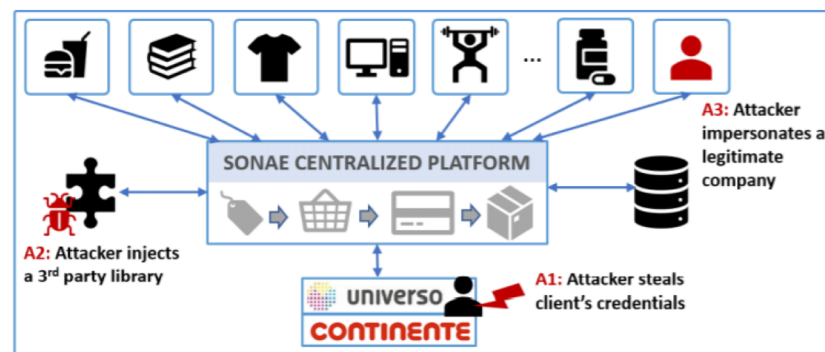 ...
A3: Attacker
impersonates a
legitimate
company
SONAE CENTRALIZED PLATFORM
A2: Attacker injects
a 3rd party library
A1: Attacker steals
client's credentials
universo
CONTINENTE